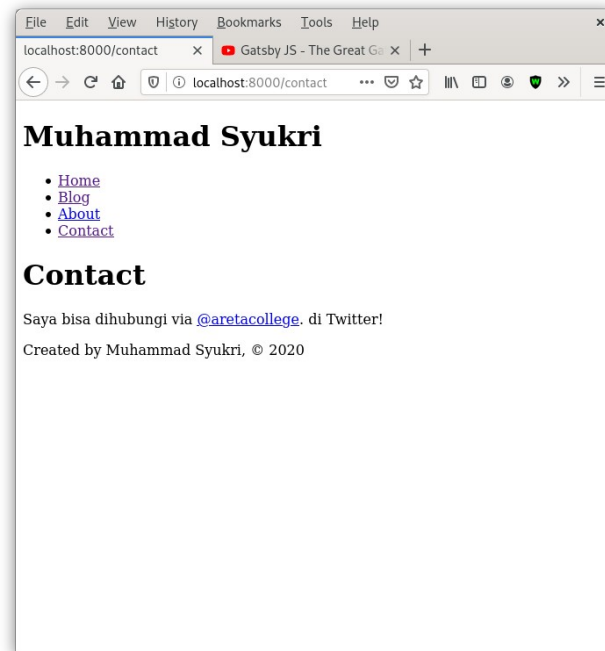 File Edit View History Bookmarks Tools Help
localhost:8000/contact Gatsby JS - The Great Ga
localhost:8000/contact
Muhammad Syukri
Home
Blog
About
Contact
Contact
Saya bisa dihubungi via @aretacollege. di Twitter!
Created by Muhammad Syukri, © 2020